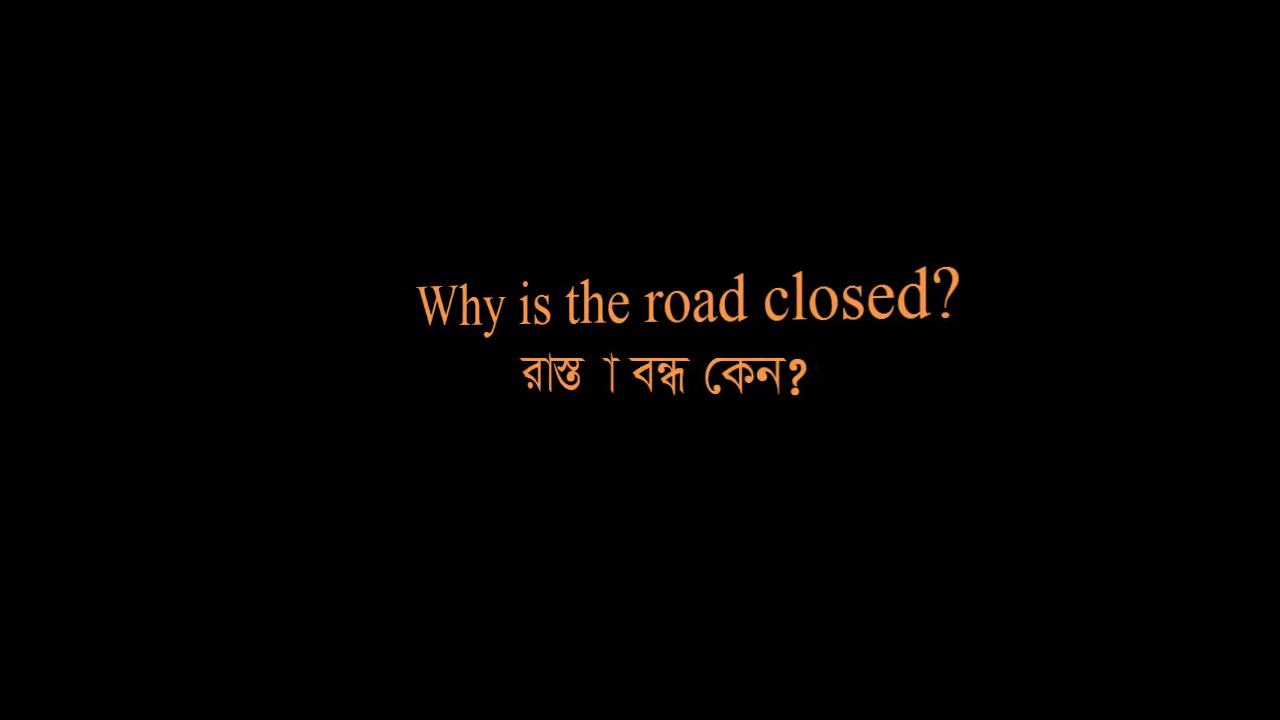 Why is the road closed?
রাস্ত া বন্ধ কেন?